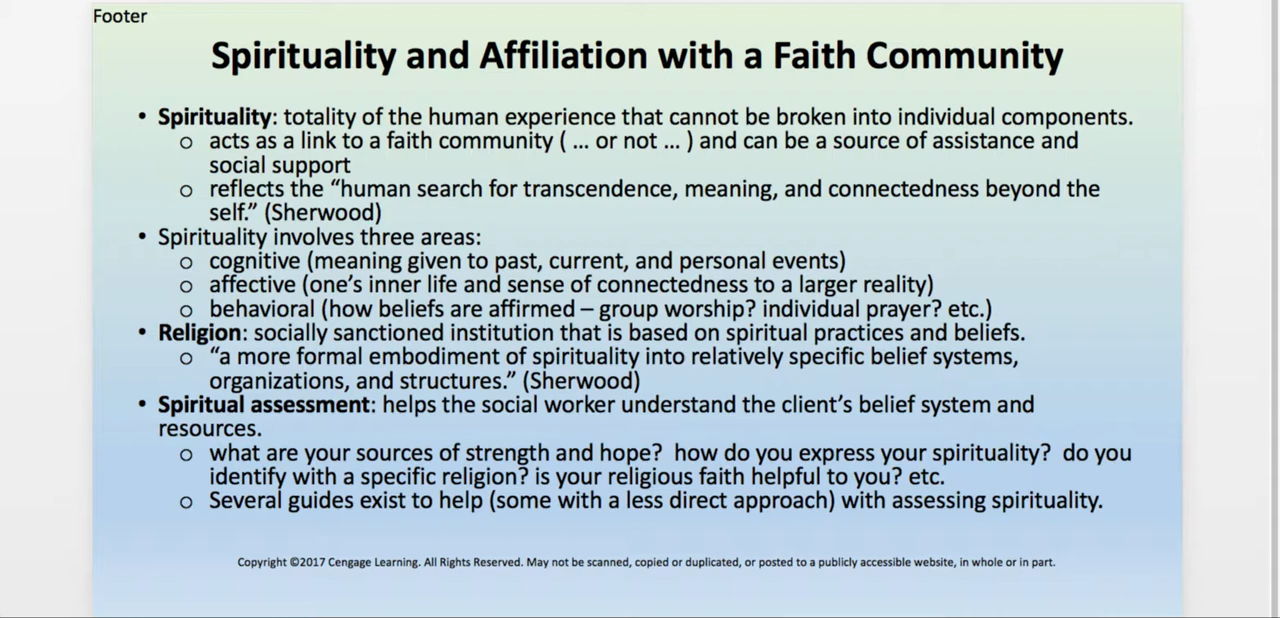 Footer
Spirituality and Affiliation with a Faith Community
• Spirituality: totality of the human experience that cannot be broken into individual components.
o acts as a link to a faith community ( ... or not ... ) and can be a source of assistance and
social support
o reflects the “human search for transcendence, meaning, and connectedness beyond the
self.” (Sherwood)
• Spirituality involves three areas:
o cognitive (meaning given to past, current, and personal events)
o affective (one’s inner life and sense of connectedness to a larger reality)
o behavioral (how beliefs are affirmed – group worship? individual prayer? etc.)
• Religion: socially sanctioned institution that is based on spiritual practices and beliefs.
o “a more formal embodiment of spirituality into relatively specific belief systems,
organizations, and structures.” (Sherwood)
• Spiritual assessment: helps the social worker understand the client’s belief system and
resources.
o what are your sources of strength and hope?  how do you express your spirituality?  do you
identify with a specific religion? is your religious faith helpful to you? etc.
o Several guides exist to help (some with a less direct approach) with assessing spirituality.
Copyright ©2017 Cengage Learning. All Rights Reserved. May not be scanned, copied or duplicated, or posted to a publicly accessible website, in whole or in part.